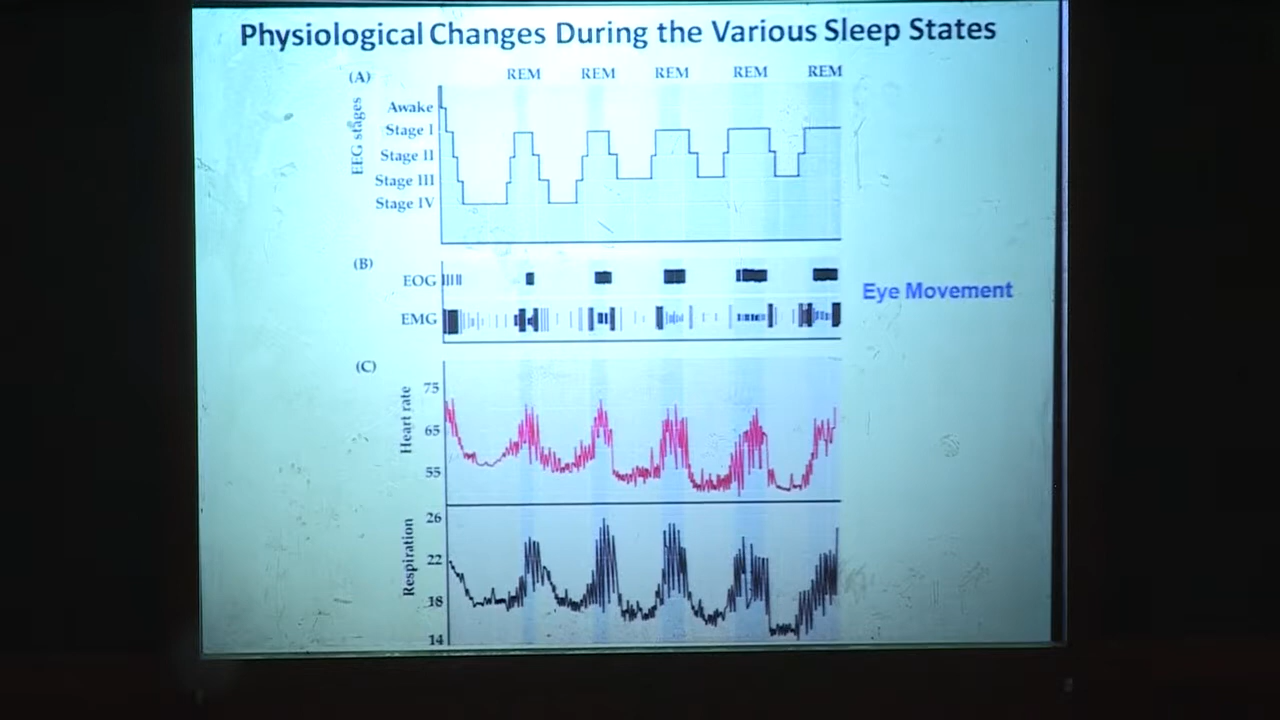 Physiological Changes During the Various Sleep States
(A)
REM REM REM REM REM
EEG stages
Awake
Stage I
Stage II
Stage III
Stage IV
(B)
EOG
Eye Movement
EMG
(C)
Heart rate
75
65
55
Respiration
26
22
18
14